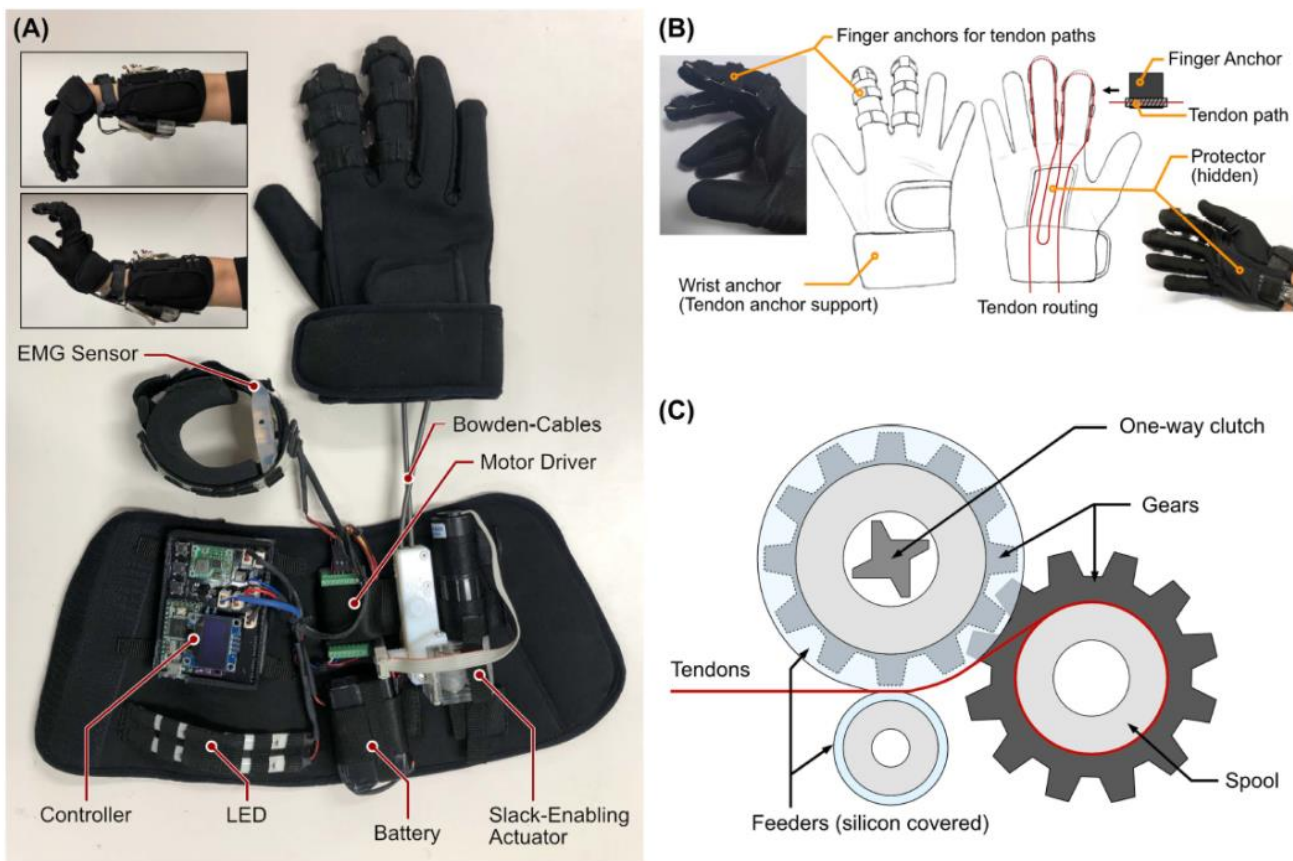 (A)
EMG Sensor
Bowden-Cables
Motor Driver
Controller
LED
Battery
Slack-Enabling
Actuator
(B)
Finger anchors for tendon paths
Finger Anchor
Tendon path
Protector
(hidden)
Wrist anchor
(Tendon anchor support)
Tendon routing
(C)
One-way clutch
Gears
Tendons
Spool
Feeders (silicon covered)